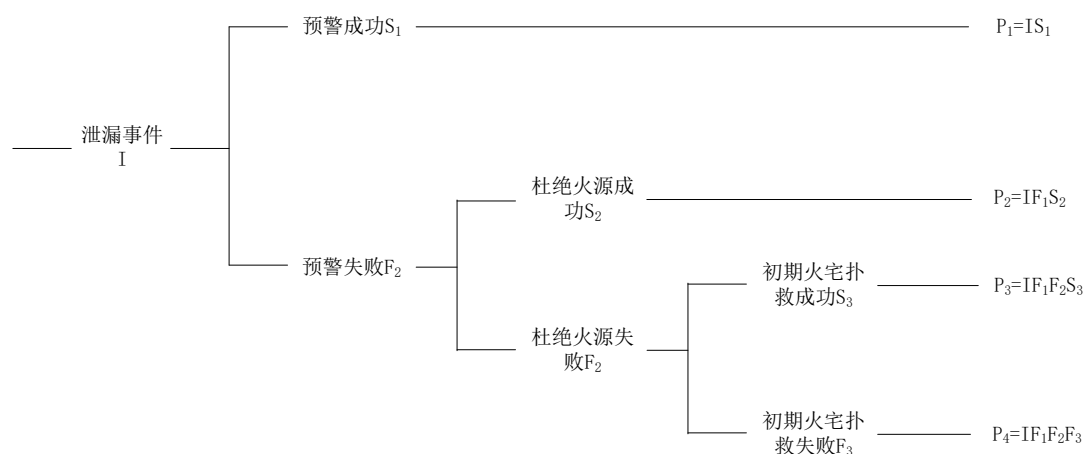 预警成功S₁
P₁=IS₁
泄漏事件
I
杜绝火源成
功S₂
P₂=IF₁S₂
预警失败F₂
初期火宅扑
救成功S₃
P₃=IF₁F₂S₃
杜绝火源失
败F₂
初期火宅扑
救失败F₃
P₄=IF₁F₂F₃